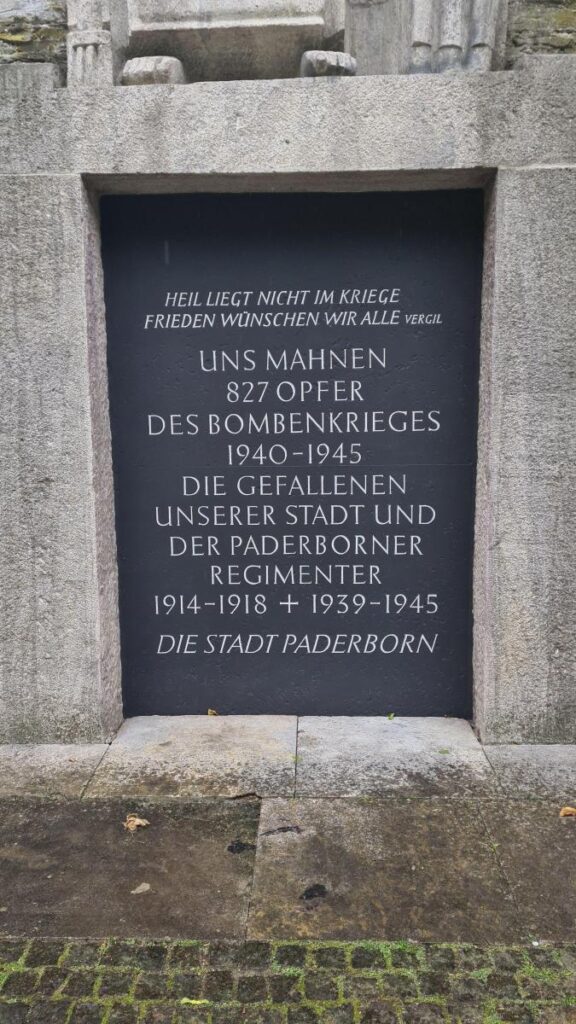 HEIL LIEGT NICHT IM KRIEGE
FRIEDEN WÜNSCHEN WIR ALLE VERGIL
UNS MAHNEN
827 OPFER
DES BOMBENKRIEGES
1940-1945
DIE GEFALLENEN
UNSERER STADT UND
DER PADERBORNER
REGIMENTER
1914-1918 + 1939-1945
DIE STADT PADERBORN